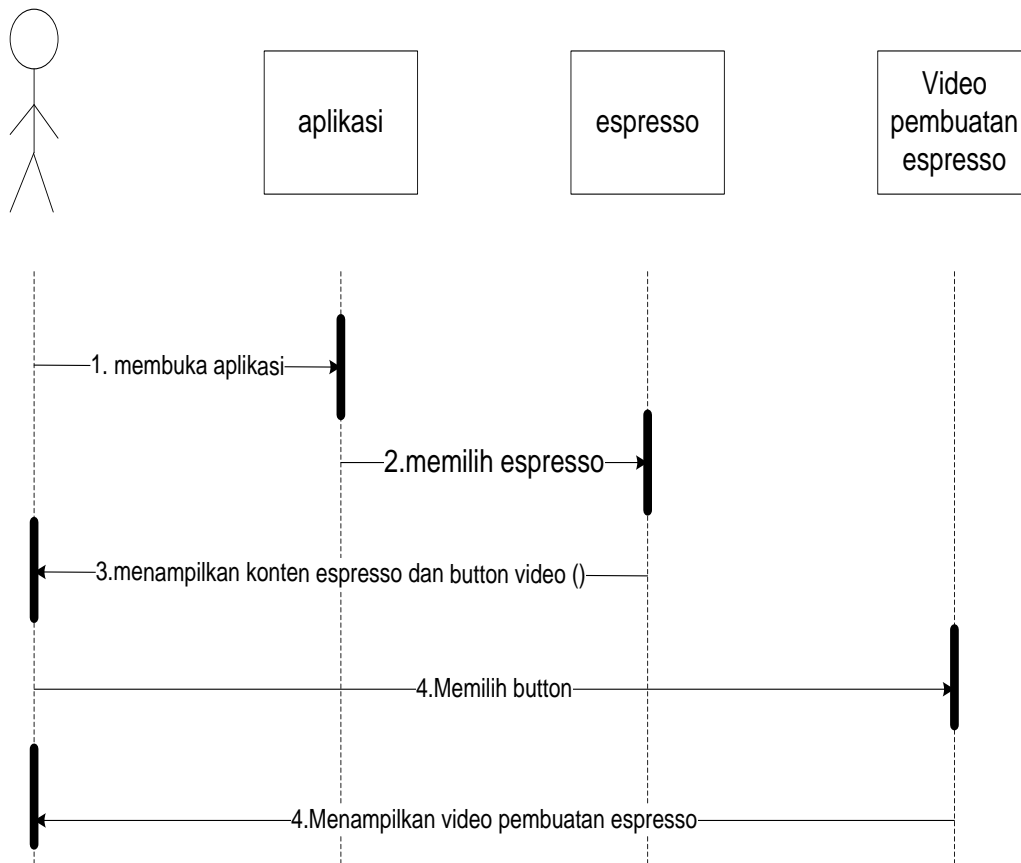 aplikasi
espresso
Video
pembuatan
espresso
1. membuka aplikasi
2.memilih espresso
3.menampilkan konten espresso dan button video ()
4.Memilih button
4.Menampilkan video pembuatan espresso